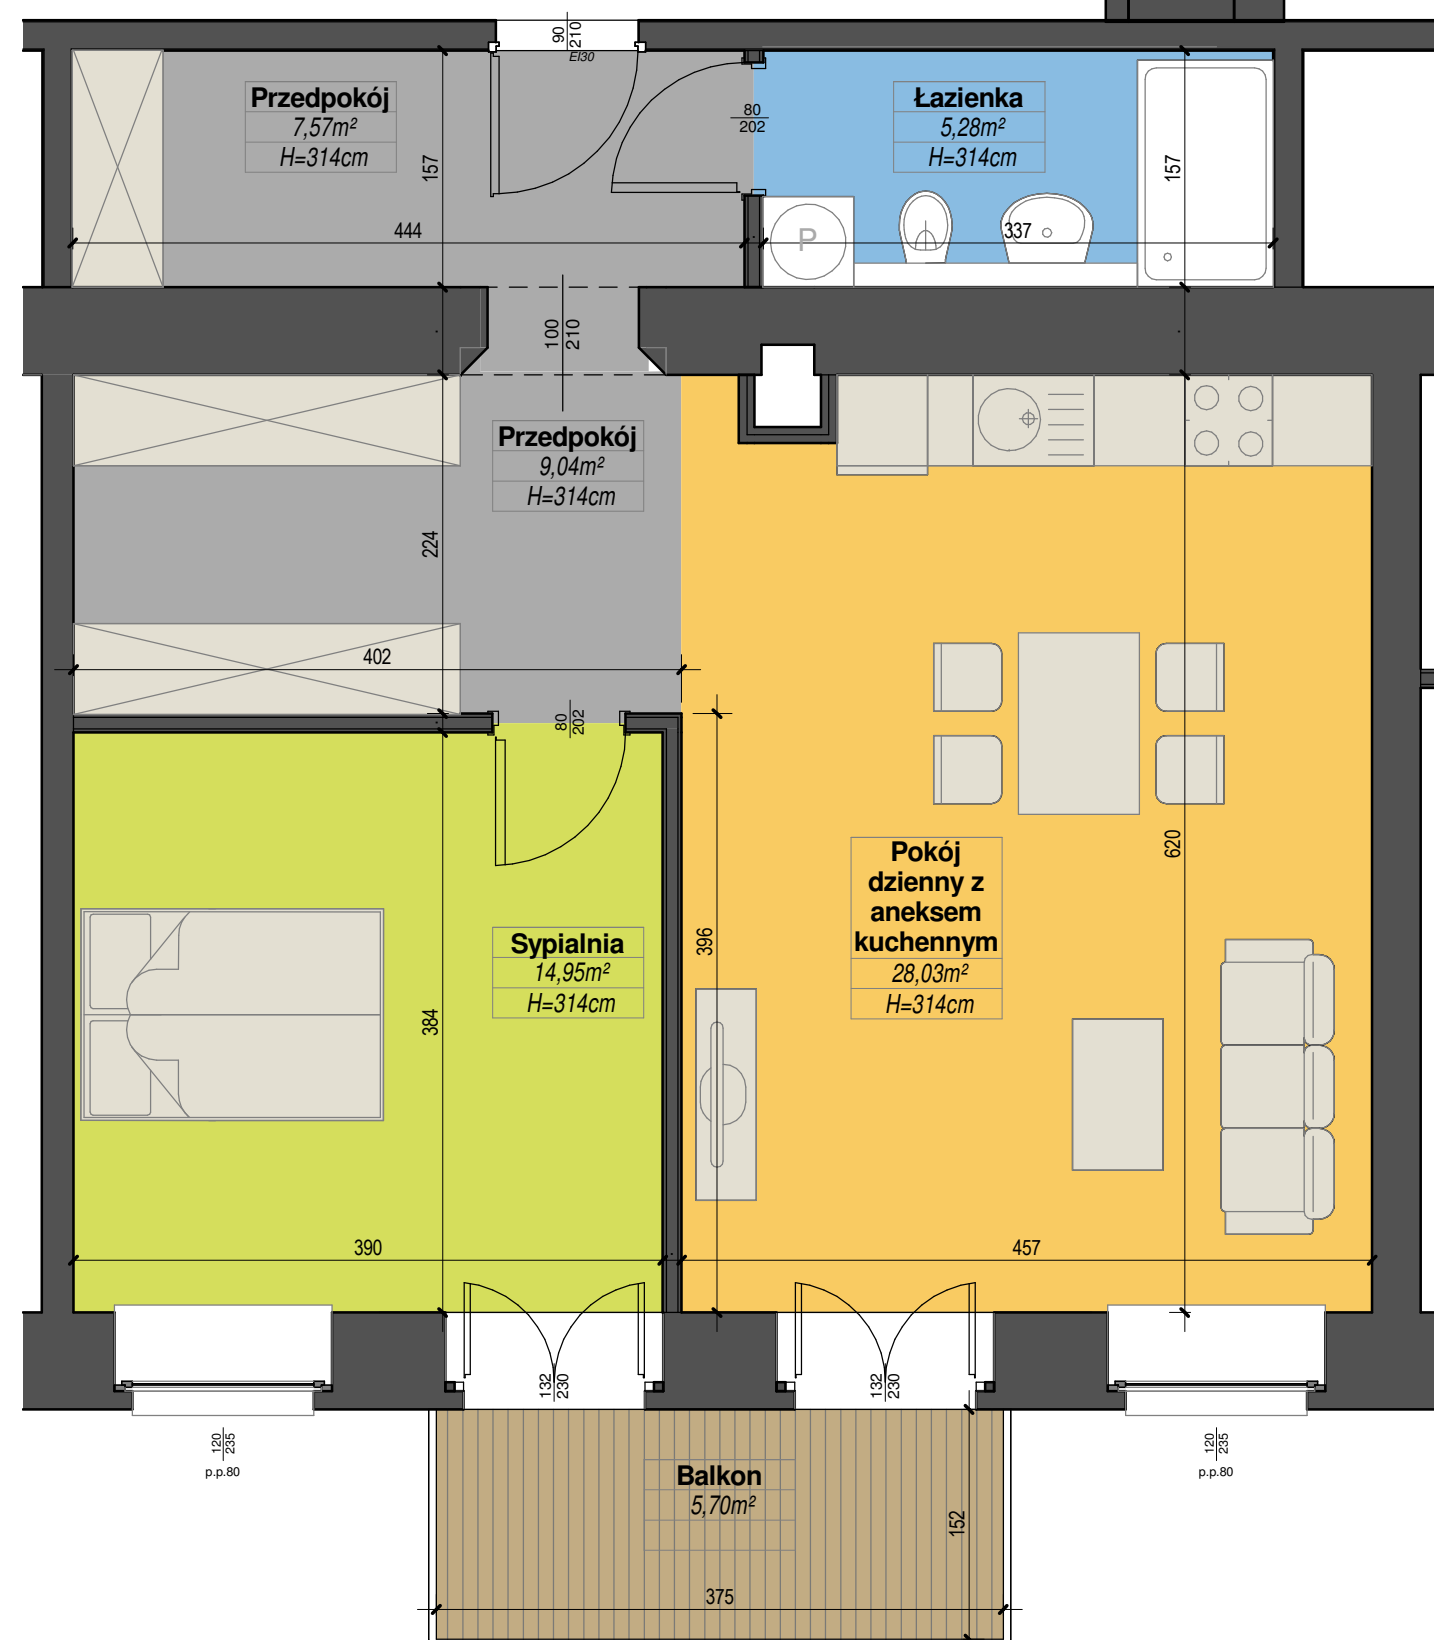 90
210
EI30
Przedpokój
7,57m²
H=314cm
Łazienka
5,28m²
H=314cm
80
202
157
157
444
337
P
100
210
Przedpokój
9,04m²
H=314cm
224
402
80
202
620
Pokój
dzienny z
aneksem
kuchennym
28,03m²
H=314cm
Sypialnia
14,95m²
H=314cm
396
384
390
457
132
230
132
230
120
235
p.p.80
120
235
p.p.80
Balkon
5,70m²
152
375